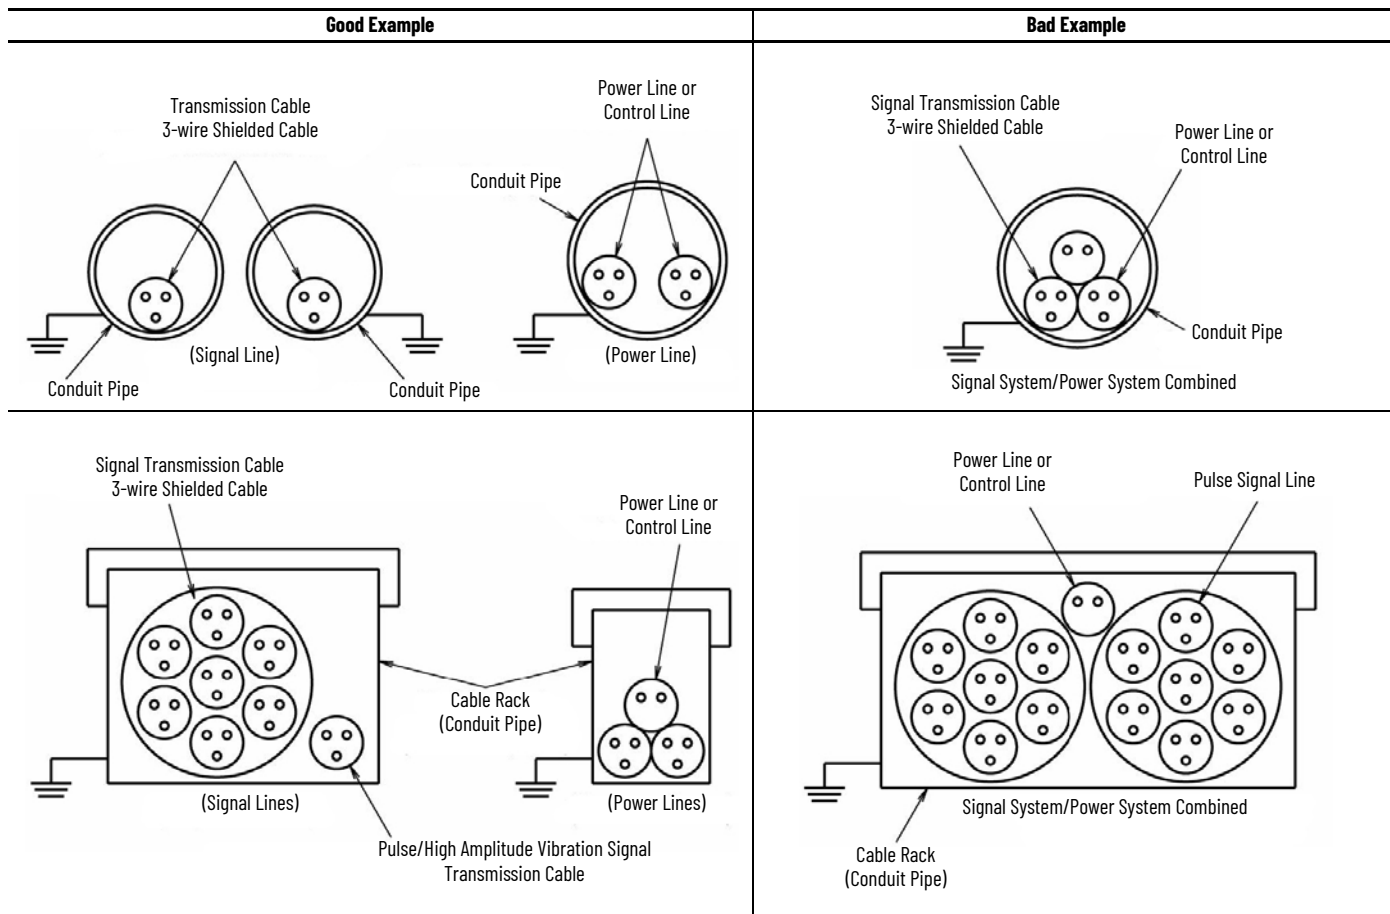 Good Example
Bad Example
Transmission Cable
3-wire Shielded Cable
Power Line or
Control Line
Conduit Pipe
(Signal Line)
(Power Line)
Conduit Pipe
Conduit Pipe
Signal Transmission Cable
3-wire Shielded Cable
Power Line or
Control Line
Conduit Pipe
Signal System/Power System Combined
Signal Transmission Cable
3-wire Shielded Cable
Power Line or
Control Line
Cable Rack
(Conduit Pipe)
(Signal Lines)
(Power Lines)
Pulse/High Amplitude Vibration Signal
Transmission Cable
Power Line or
Control Line
Pulse Signal Line
Signal System/Power System Combined
Cable Rack
(Conduit Pipe)